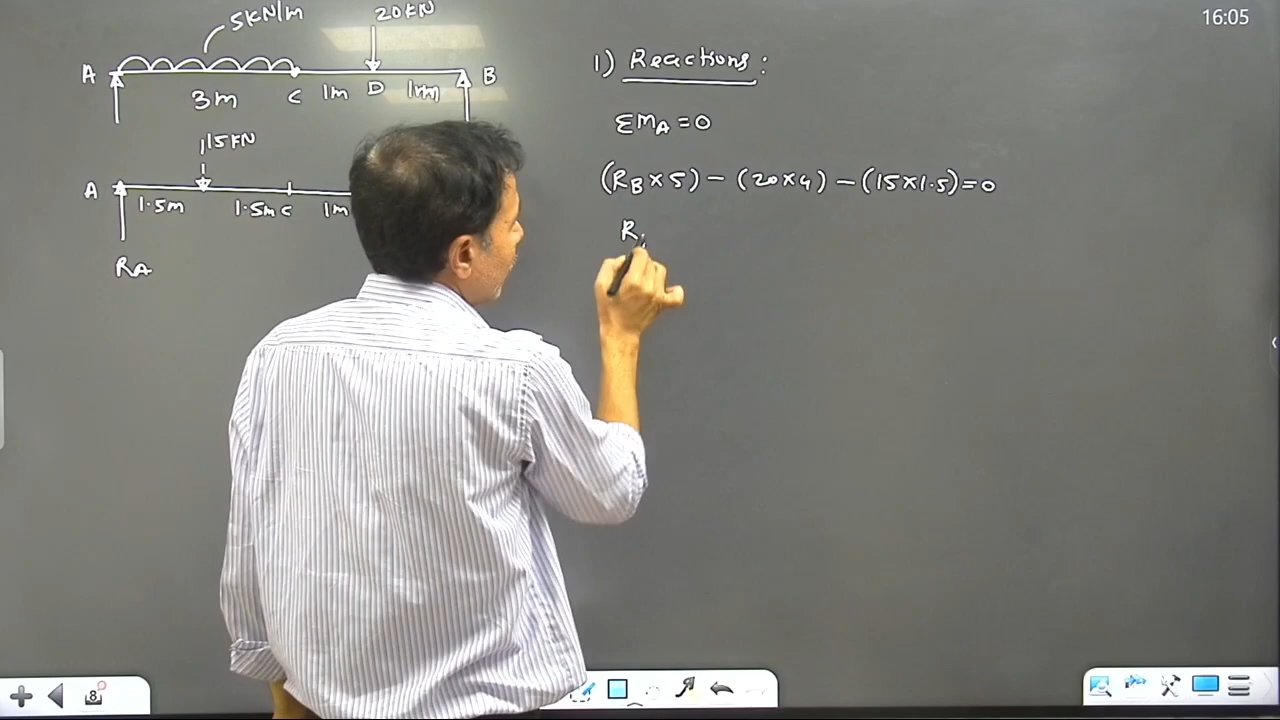 5KN/m
20KN
A
B
3m
C
1m
D
1m
15KN
A
1.5m
1.5m
C
1m
RA
1) Reactions:
ΣMA = 0
(RB × 5) – (20×4) – (15×1.5) = 0
R
16:05
8